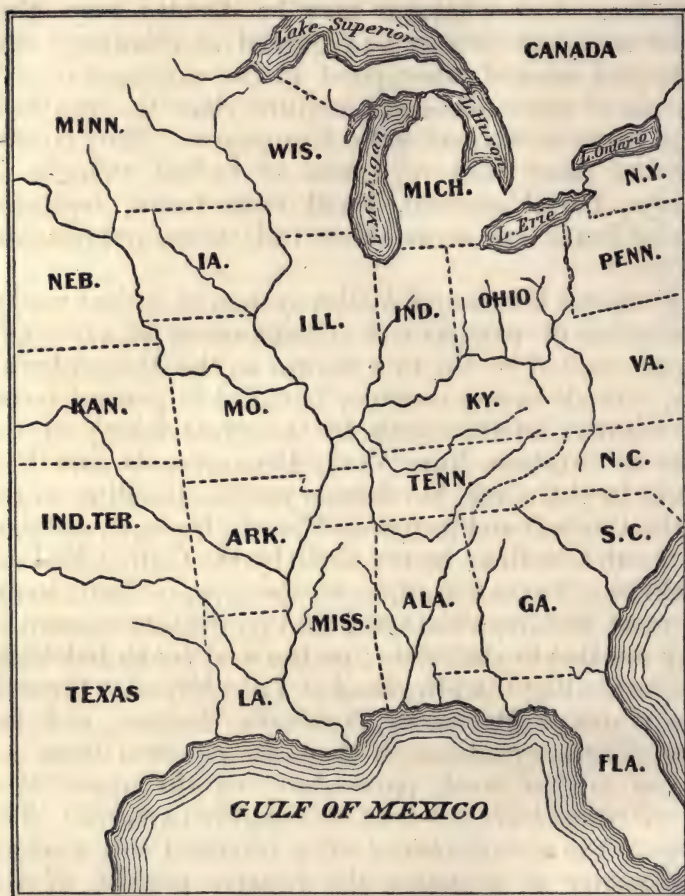 Lake Superior
CANADA
MINN.
WIS.
L. Michigan
L. Huron
MICH.
L. Ontario
N.Y.
L. Erie
PENN.
NEB.
IA.
ILL.
IND.
OHIO
VA.
KAN.
MO.
KY.
TENN.
N.C.
IND. TER.
ARK.
S.C.
MISS.
ALA.
GA.
TEXAS
LA.
FLA.
GULF OF MEXICO